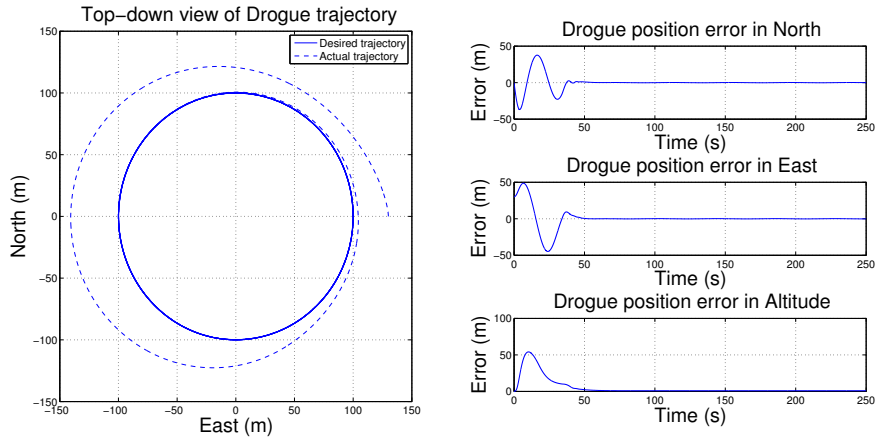 Top−down view of Drogue trajectory
150
100
50
0
−50
−100
−150
North (m)
Desired trajectory
Actual trajectory
−150 −100 −50 0 50 100 150
East (m)
Drogue position error in North
Error (m)
50
0
−50
0 50 100 150 200 250
Time (s)
Drogue position error in East
Error (m)
50
0
−50
0 50 100 150 200 250
Time (s)
Drogue position error in Altitude
Error (m)
100
50
0
0 50 100 150 200 250
Time (s)